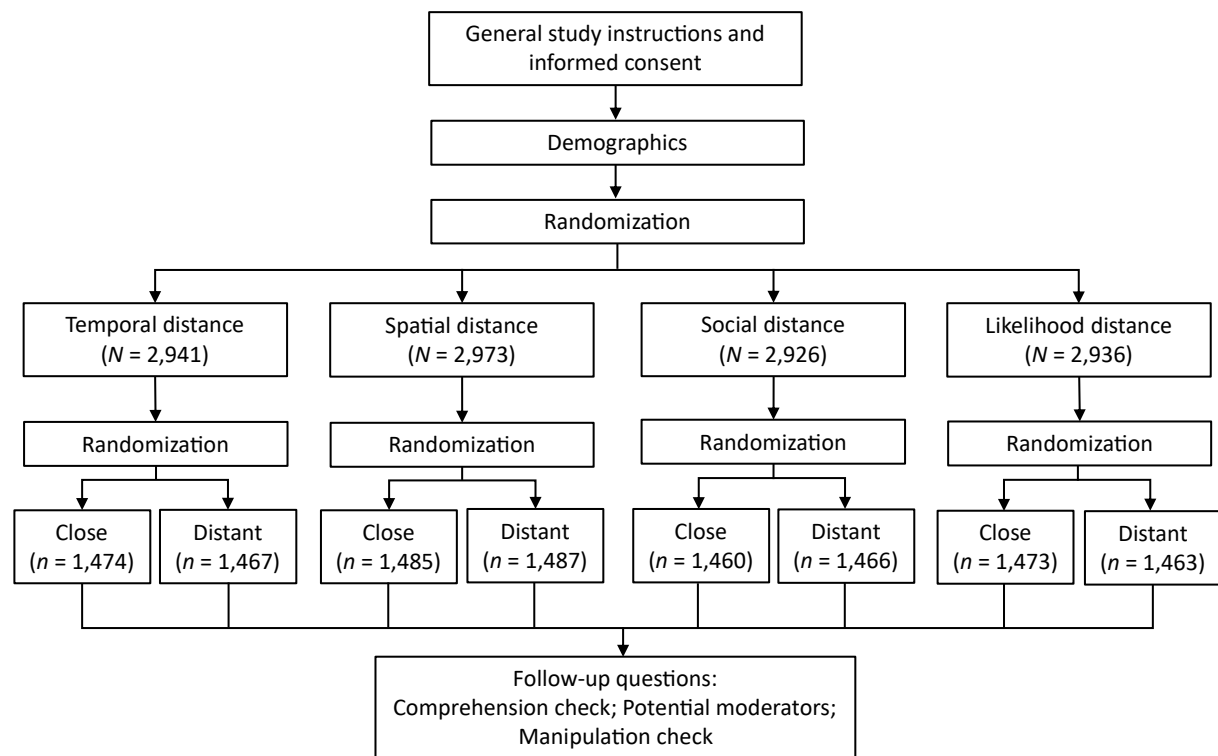 General study instructions and
informed consent
Demographics
Randomization
Temporal distance
(N = 2,941)
Spatial distance
(N = 2,973)
Social distance
(N = 2,926)
Likelihood distance
(N = 2,936)
Randomization
Randomization
Randomization
Randomization
Close
(n = 1,474)
Distant
(n = 1,467)
Close
(n = 1,485)
Distant
(n = 1,487)
Close
(n = 1,460)
Distant
(n = 1,466)
Close
(n = 1,473)
Distant
(n = 1,463)
Follow-up questions:
Comprehension check; Potential moderators;
Manipulation check